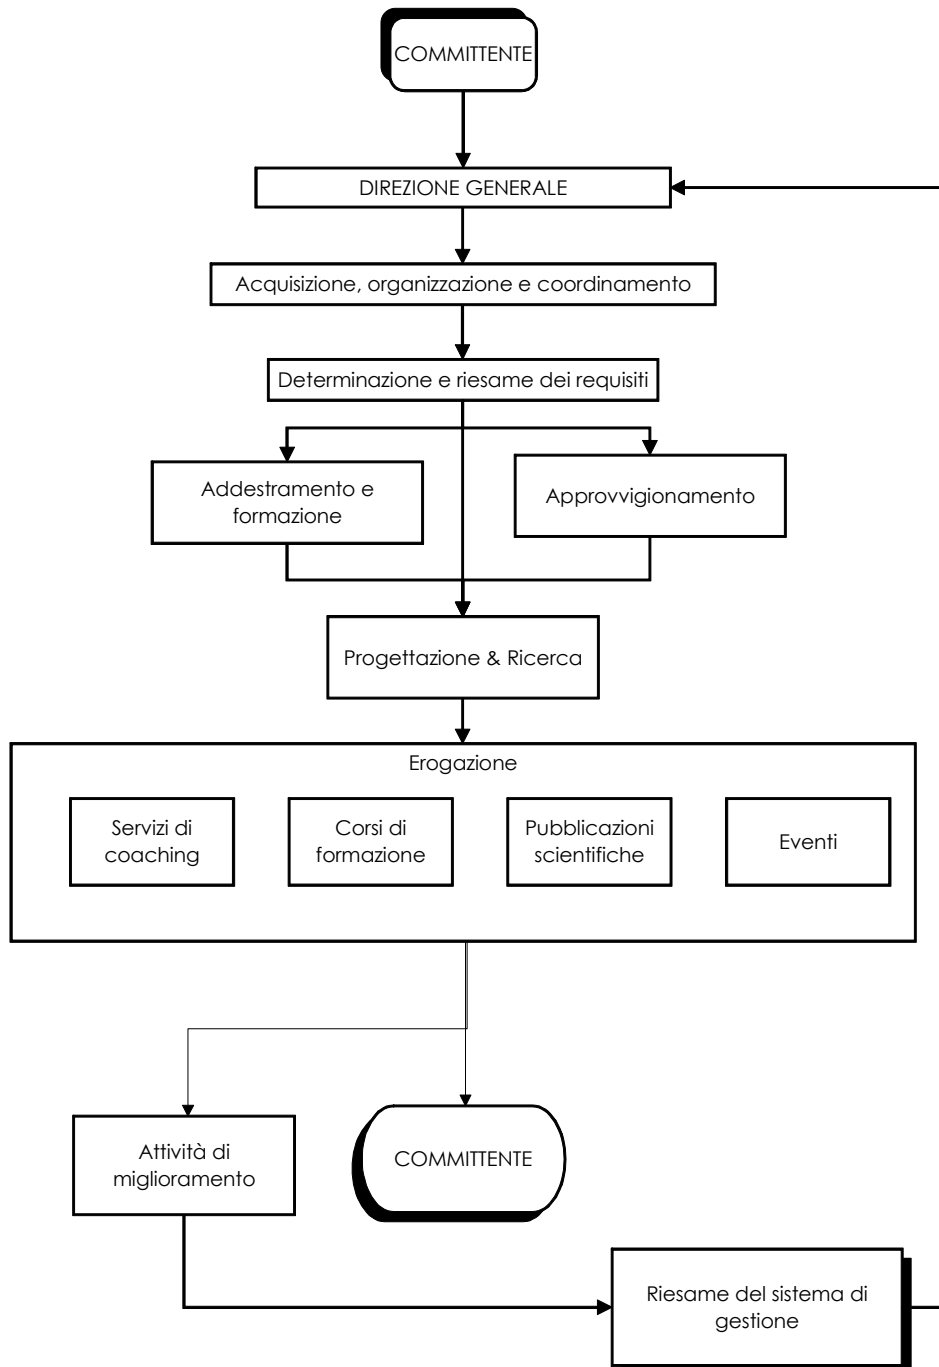 COMMITTENTE
DIREZIONE GENERALE
Acquisizione, organizzazione e coordinamento
Determinazione e riesame dei requisiti
Addestramento e
formazione
Approvvigionamento
Progettazione & Ricerca
Erogazione
Servizi di
coaching
Corsi di
formazione
Pubblicazioni
scientifiche
Eventi
Attività di
miglioramento
COMMITTENTE
Riesame del sistema di
gestione